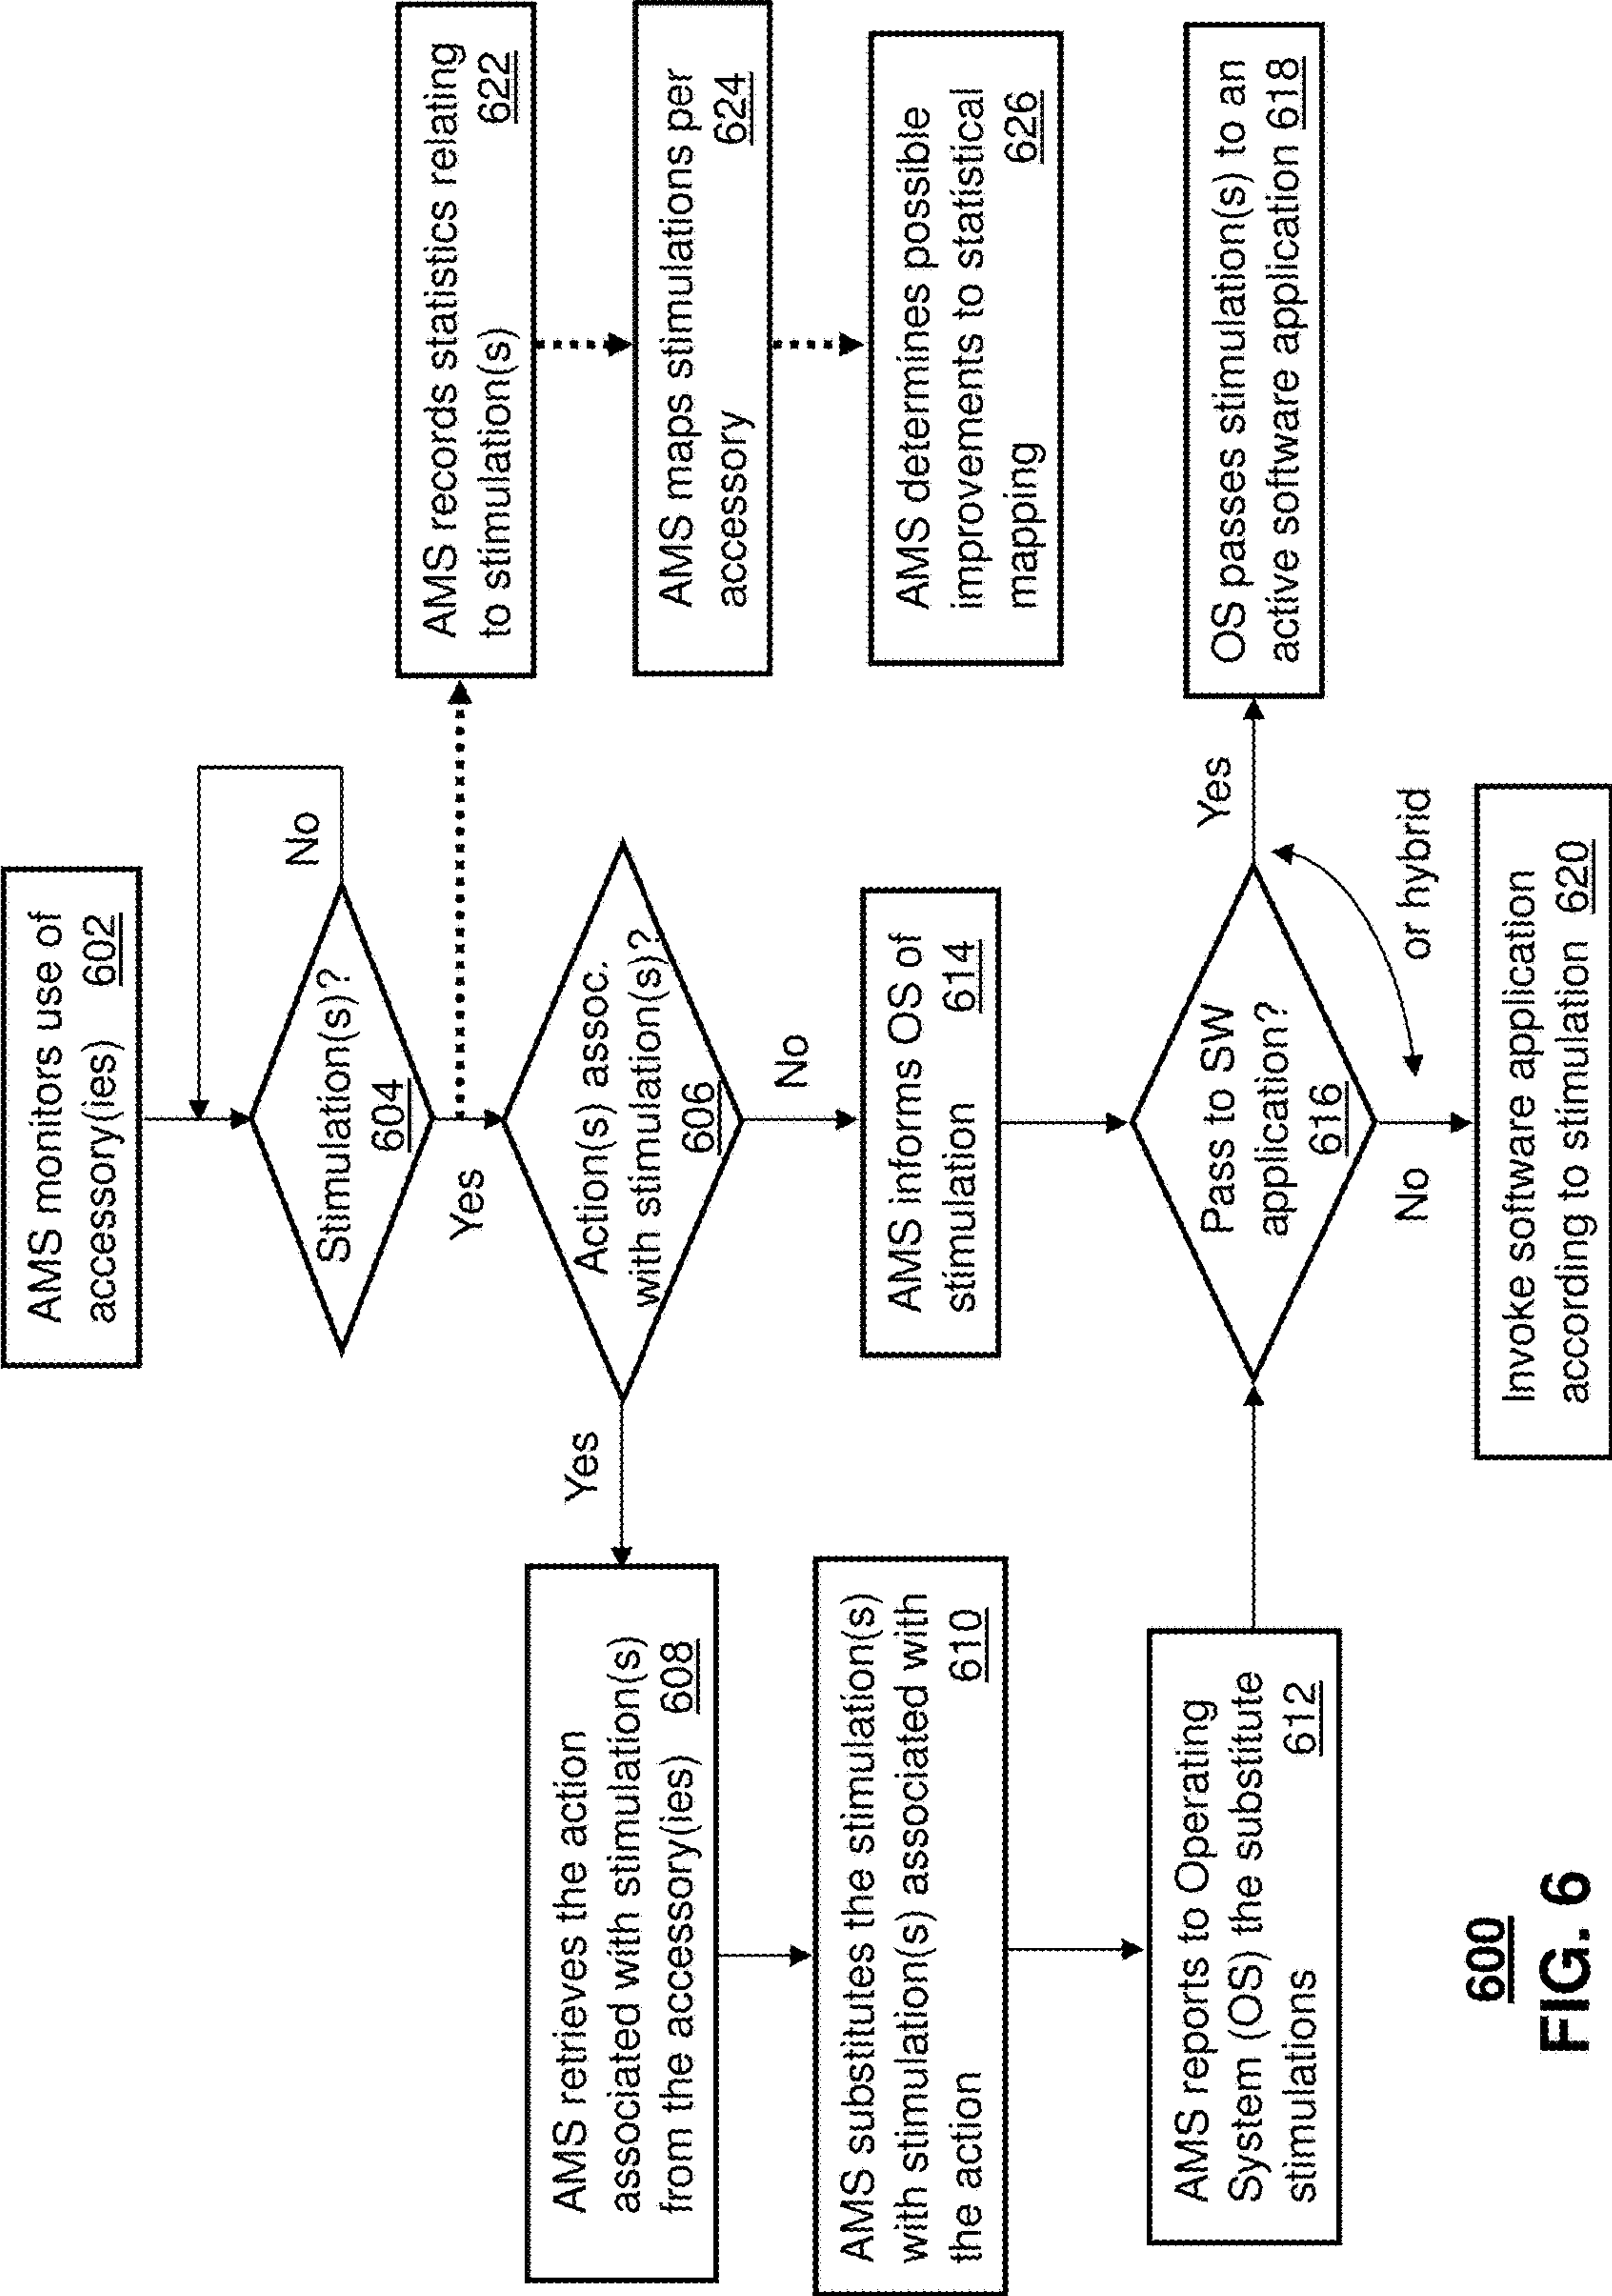 AMS monitors use of
accessory(ies) 602
No
Stimulation(s)?
604
Yes
AMS records statistics relating
to stimulation(s) 622
AMS maps stimulations per
accessory 624
AMS determines possible
improvements to statistical
mapping 626
Action(s) assoc.
with stimulation(s)?
606
Yes
No
AMS retrieves the action
associated with stimulation(s)
from the accessory(ies) 608
AMS substitutes the stimulation(s)
with stimulation(s) associated with
the action 610
AMS reports to Operating
System (OS) the substitute
stimulations 612
AMS informs OS of
stimulation 614
Pass to SW
application?
616
Yes
OS passes stimulation(s) to an
active software application 618
or hybrid
No
Invoke software application
according to stimulation 620
600
FIG. 6